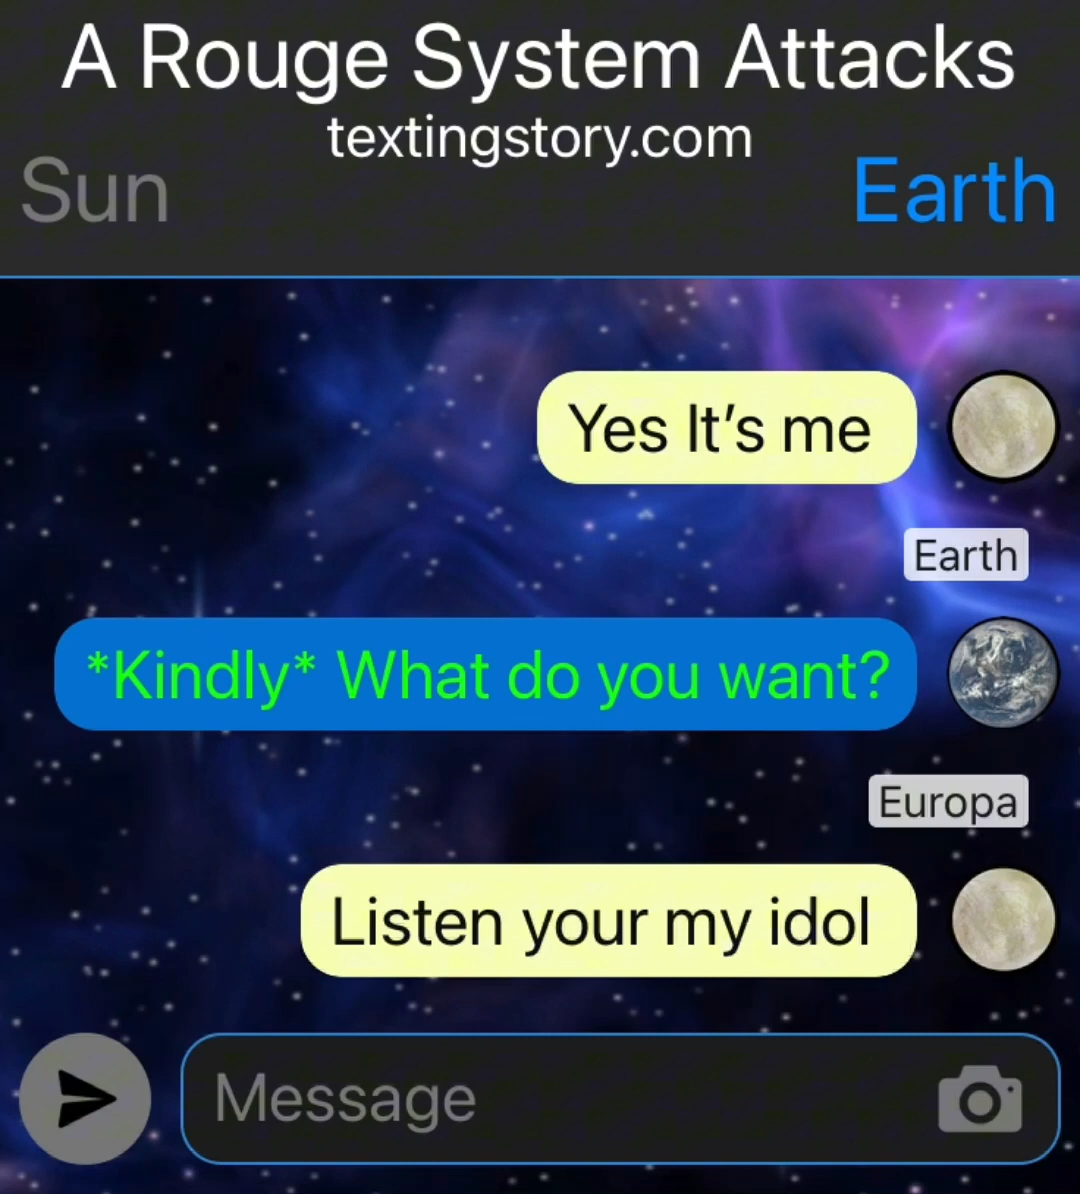 A Rouge System Attacks
textingstory.com
Sun
Earth
Yes It's me
Earth
*Kindly* What do you want?
Europa
Listen your my idol
Message